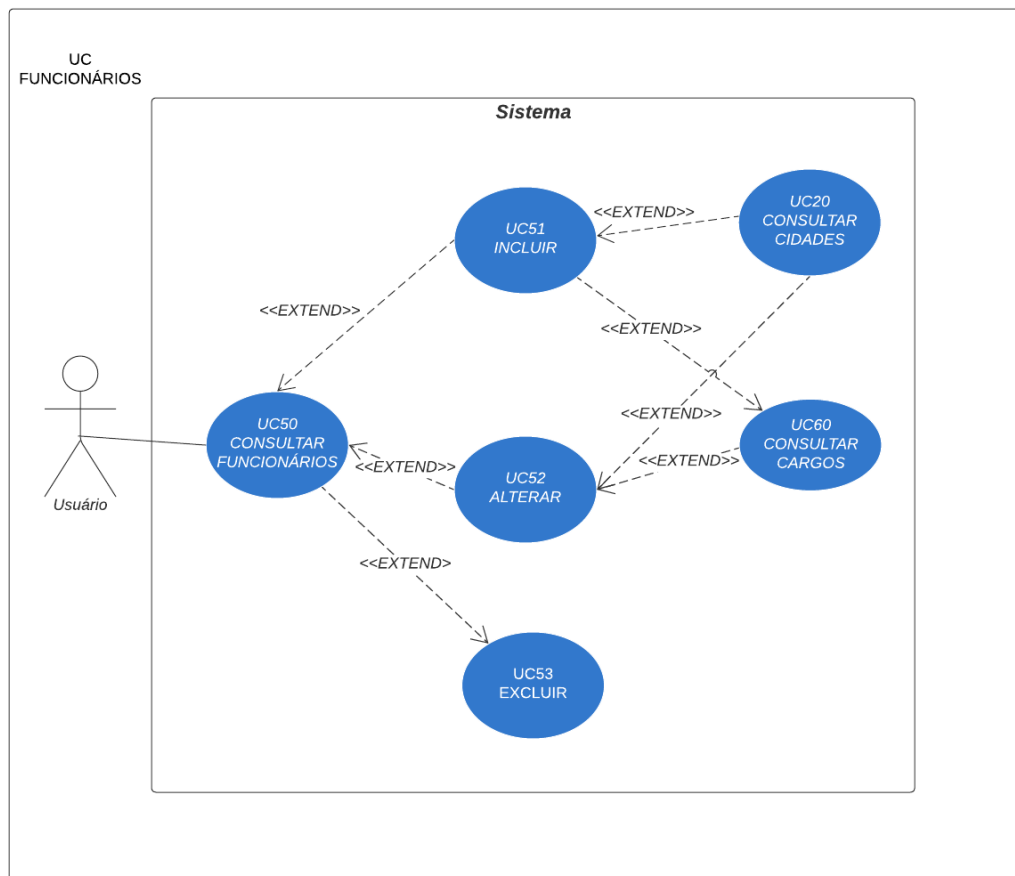 UC
FUNCIONÁRIOS
Sistema
UC51
INCLUIR
<<EXTEND>>
UC20
CONSULTAR
CIDADES
<<EXTEND>>
<<EXTEND>>
<<EXTEND>>
UC50
CONSULTAR
FUNCIONÁRIOS
<<EXTEND>>
UC52
ALTERAR
<<EXTEND>>
UC60
CONSULTAR
CARGOS
Usuário
<<EXTEND>
UC53
EXCLUIR